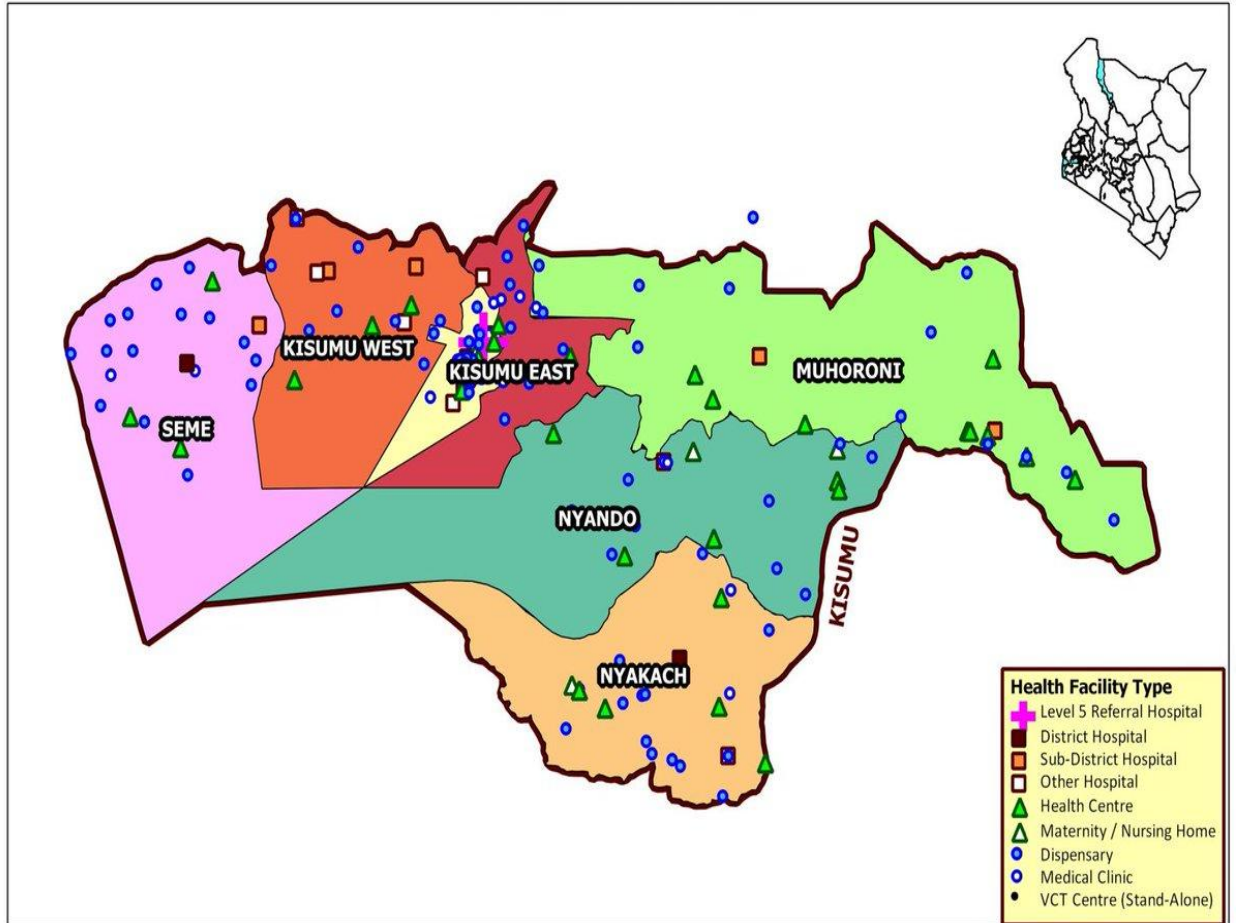 KISUMU WEST
KISUMU EAST
MUHORONI
SEME
NYANDO
KISUMU
NYAKACH
Health Facility Type
Level 5 Referral Hospital
District Hospital
Sub-District Hospital
Other Hospital
Health Centre
Maternity / Nursing Home
Dispensary
Medical Clinic
VCT Centre (Stand-Alone)